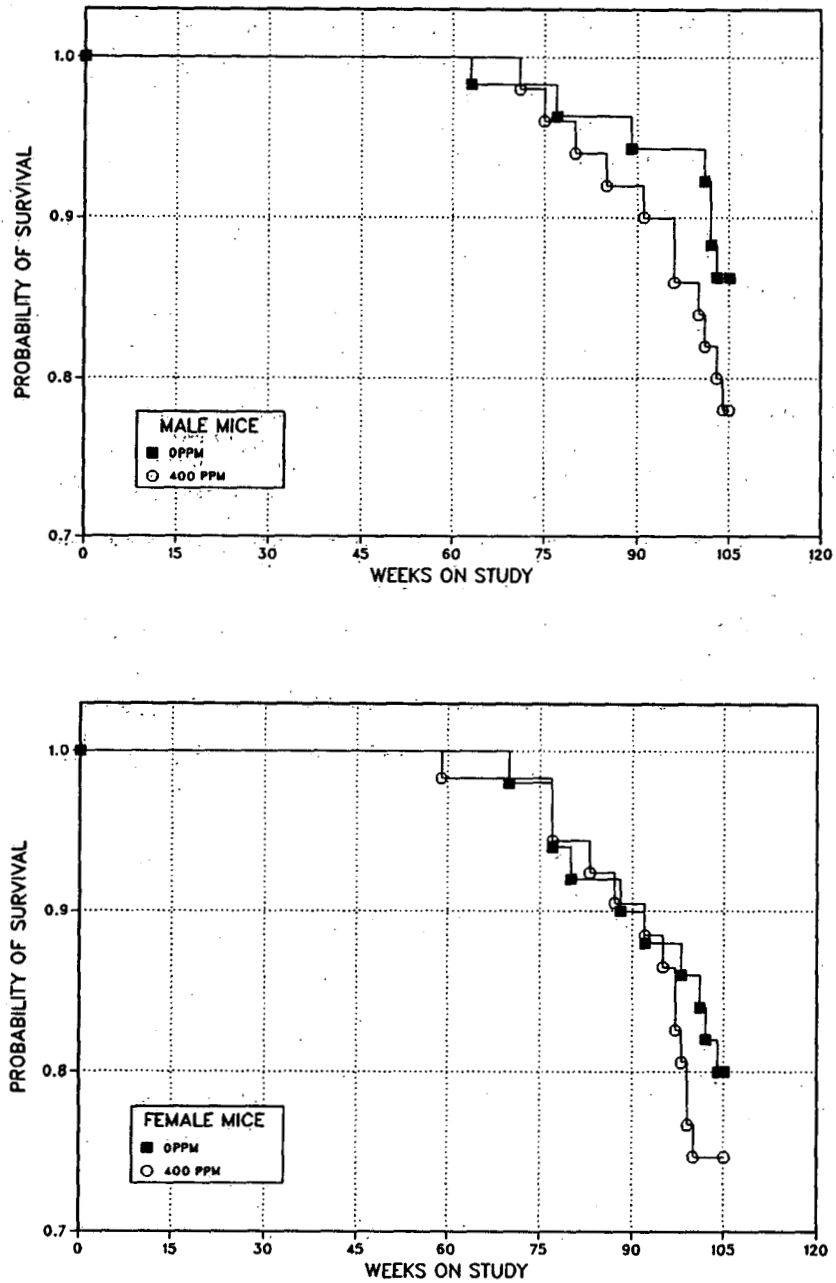 1.0
0.9
0.8
0.7
PROBABILITY OF SURVIVAL
MALE MICE
0PPM
400 PPM
0 15 30 45 60 75 90 105 120
WEEKS ON STUDY
1.0
0.9
0.8
0.7
PROBABILITY OF SURVIVAL
FEMALE MICE
0PPM
400 PPM
0 15 30 45 60 75 90 105 120
WEEKS ON STUDY